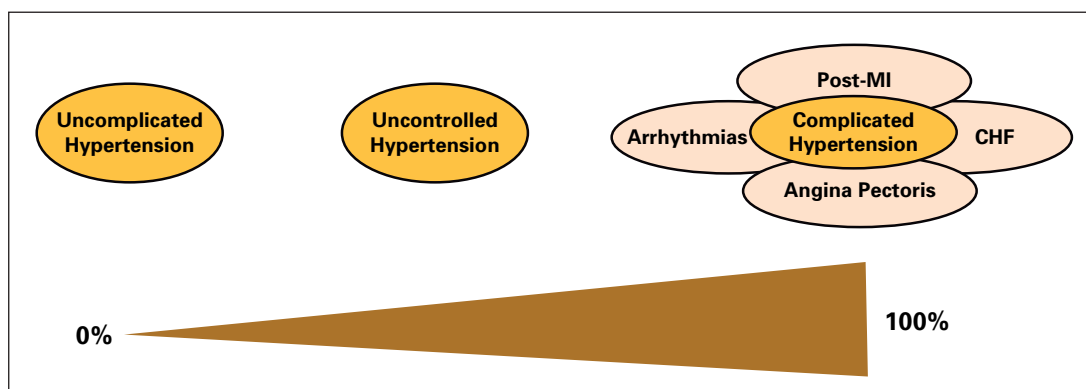 Uncomplicated
Hypertension
Uncontrolled
Hypertension
Post-MI
Arrhythmias
Complicated
Hypertension
CHF
Angina Pectoris
0%
100%